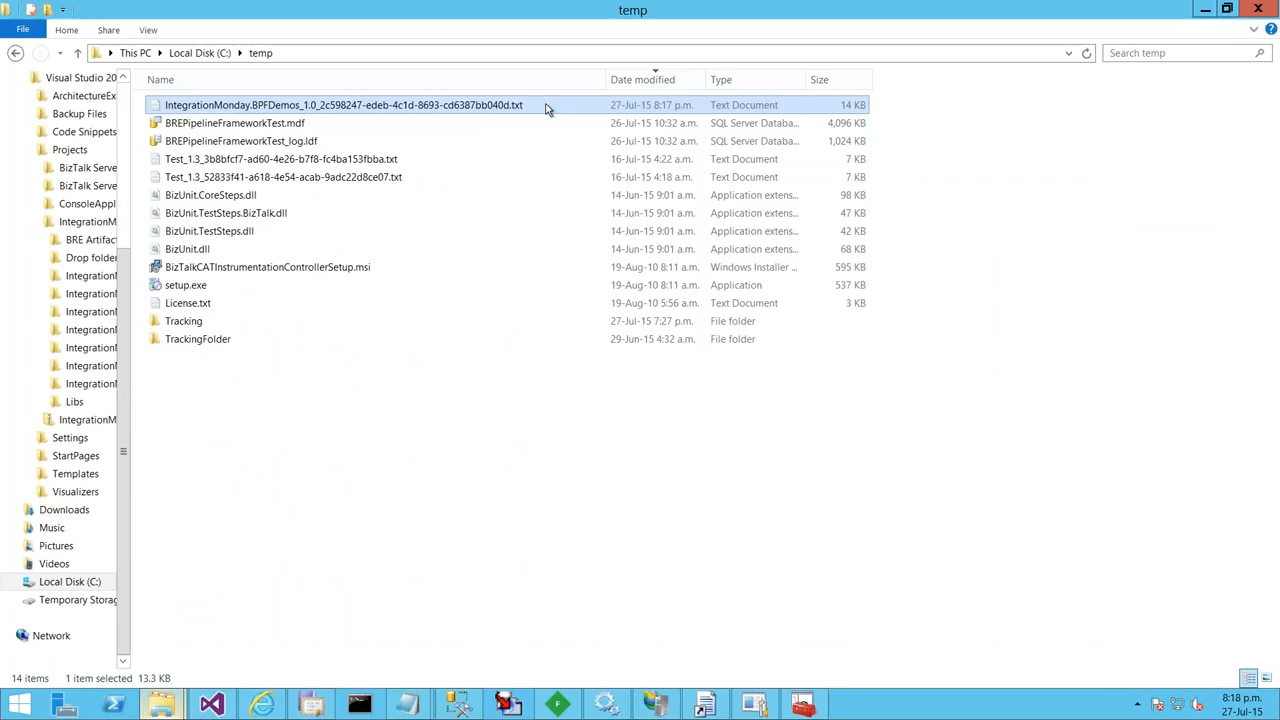 temp
File Home Share View
This PC Local Disk (C:) temp
Search temp
Name Date modified Type Size
Visual Studio 20
ArchitectureEx
Backup Files
Code Snippets
Projects
BizTalk Serve
BizTalk Serve
ConsoleAppl
IntegrationM
BRE Artifac
Drop folde
IntegrationM
IntegrationM
IntegrationM
IntegrationM
IntegrationM
IntegrationM
IntegrationM
Libs
IntegrationM
Settings
StartPages
Templates
Visualizers
Downloads
Music
Pictures
Videos
Local Disk (C:)
Temporary Storag
Network
IntegrationMonday.BPFDemos_1.0_2c598247-edeb-4c1d-8693-cd6387bb040d.txt 27-Jul-15 8:17 p.m. Text Document 14 KB
BREPipelineFrameworkTest.mdf 26-Jul-15 10:32 a.m. SQL Server Databa... 4,096 KB
BREPipelineFrameworkTest_log.ldf 26-Jul-15 10:32 a.m. SQL Server Databa... 1,024 KB
Test_1.3_3b8bfcf7-ad60-4e26-b7f8-fc4ba153fbba.txt 16-Jul-15 4:22 a.m. Text Document 7 KB
Test_1.3_52833f41-a618-4e54-acab-9adc22d8ce07.txt 16-Jul-15 4:18 a.m. Text Document 7 KB
BizUnit.CoreSteps.dll 14-Jun-15 9:01 a.m. Application extens... 98 KB
BizUnit.TestSteps.BizTalk.dll 14-Jun-15 9:01 a.m. Application extens... 47 KB
BizUnit.TestSteps.dll 14-Jun-15 9:01 a.m. Application extens... 42 KB
BizUnit.dll 14-Jun-15 9:01 a.m. Application extens... 68 KB
BizTalkCATInstrumentationControllerSetup.msi 19-Aug-10 8:11 a.m. Windows Installer ... 595 KB
setup.exe 19-Aug-10 8:11 a.m. Application 537 KB
License.txt 19-Aug-10 5:56 a.m. Text Document 3 KB
Tracking 27-Jul-15 7:27 p.m. File folder
TrackingFolder 29-Jun-15 4:32 a.m. File folder
14 items 1 item selected 13.3 KB
8:18 p.m.
27-Jul-15